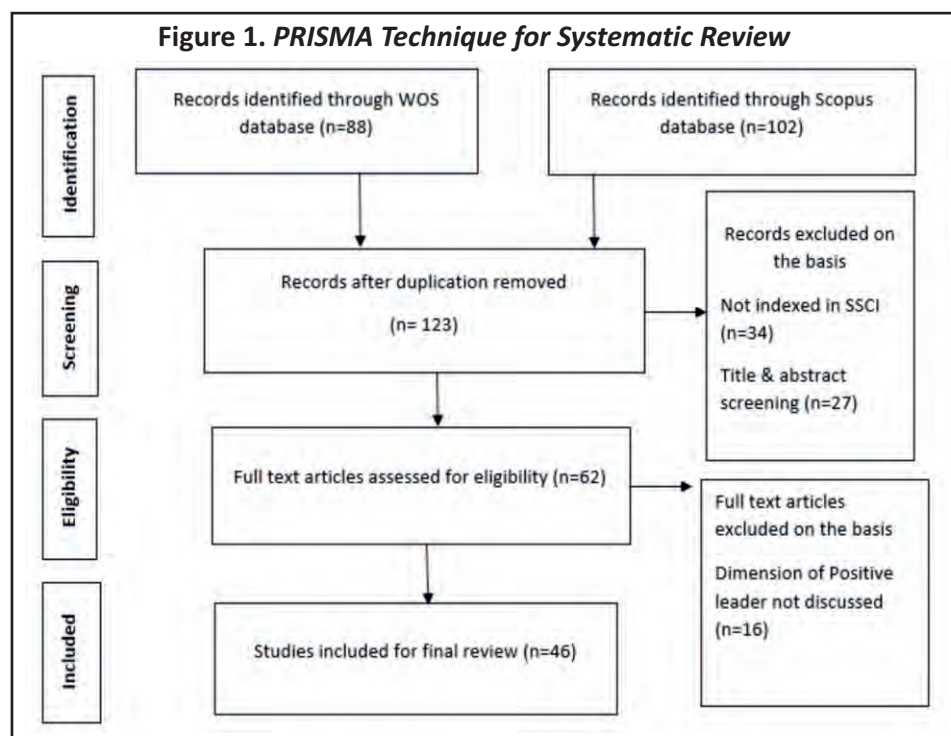 Figure 1. PRISMA Technique for Systematic Review
Identification
Records identified through WOS
database (n=88)
Records identified through Scopus
database (n=102)
Screening
Records after duplication removed
(n= 123)
Records excluded on
the basis
Not indexed in SSCI
(n=34)
Title & abstract
screening (n=27)
Eligibility
Full text articles assessed for eligibility (n=62)
Full text articles
excluded on the basis
Dimension of Positive
leader not discussed
(n=16)
Included
Studies included for final review (n=46)